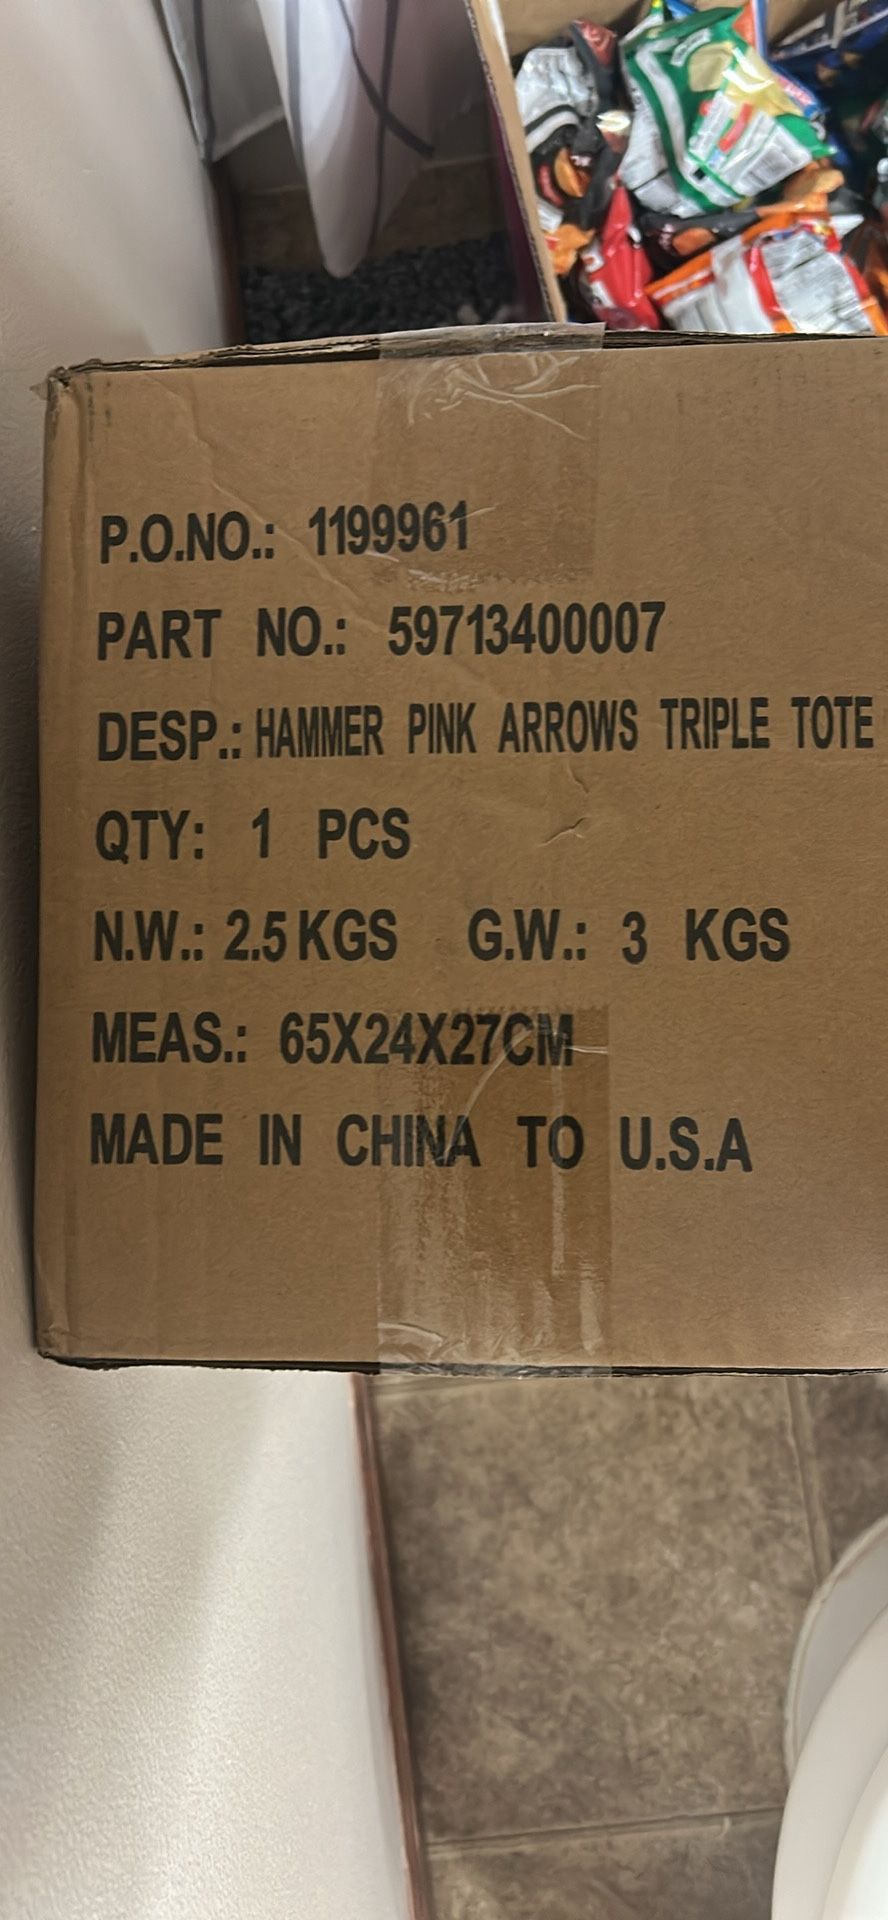 P.O.NO.: 1199961
PART NO.: 59713400007
DESP.: HAMMER PINK ARROWS TRIPLE TOTE
QTY: 1 PCS
N.W.: 2.5 KGS G.W.: 3 KGS
MEAS.: 65X24X27CM
MADE IN CHINA TO U.S.A